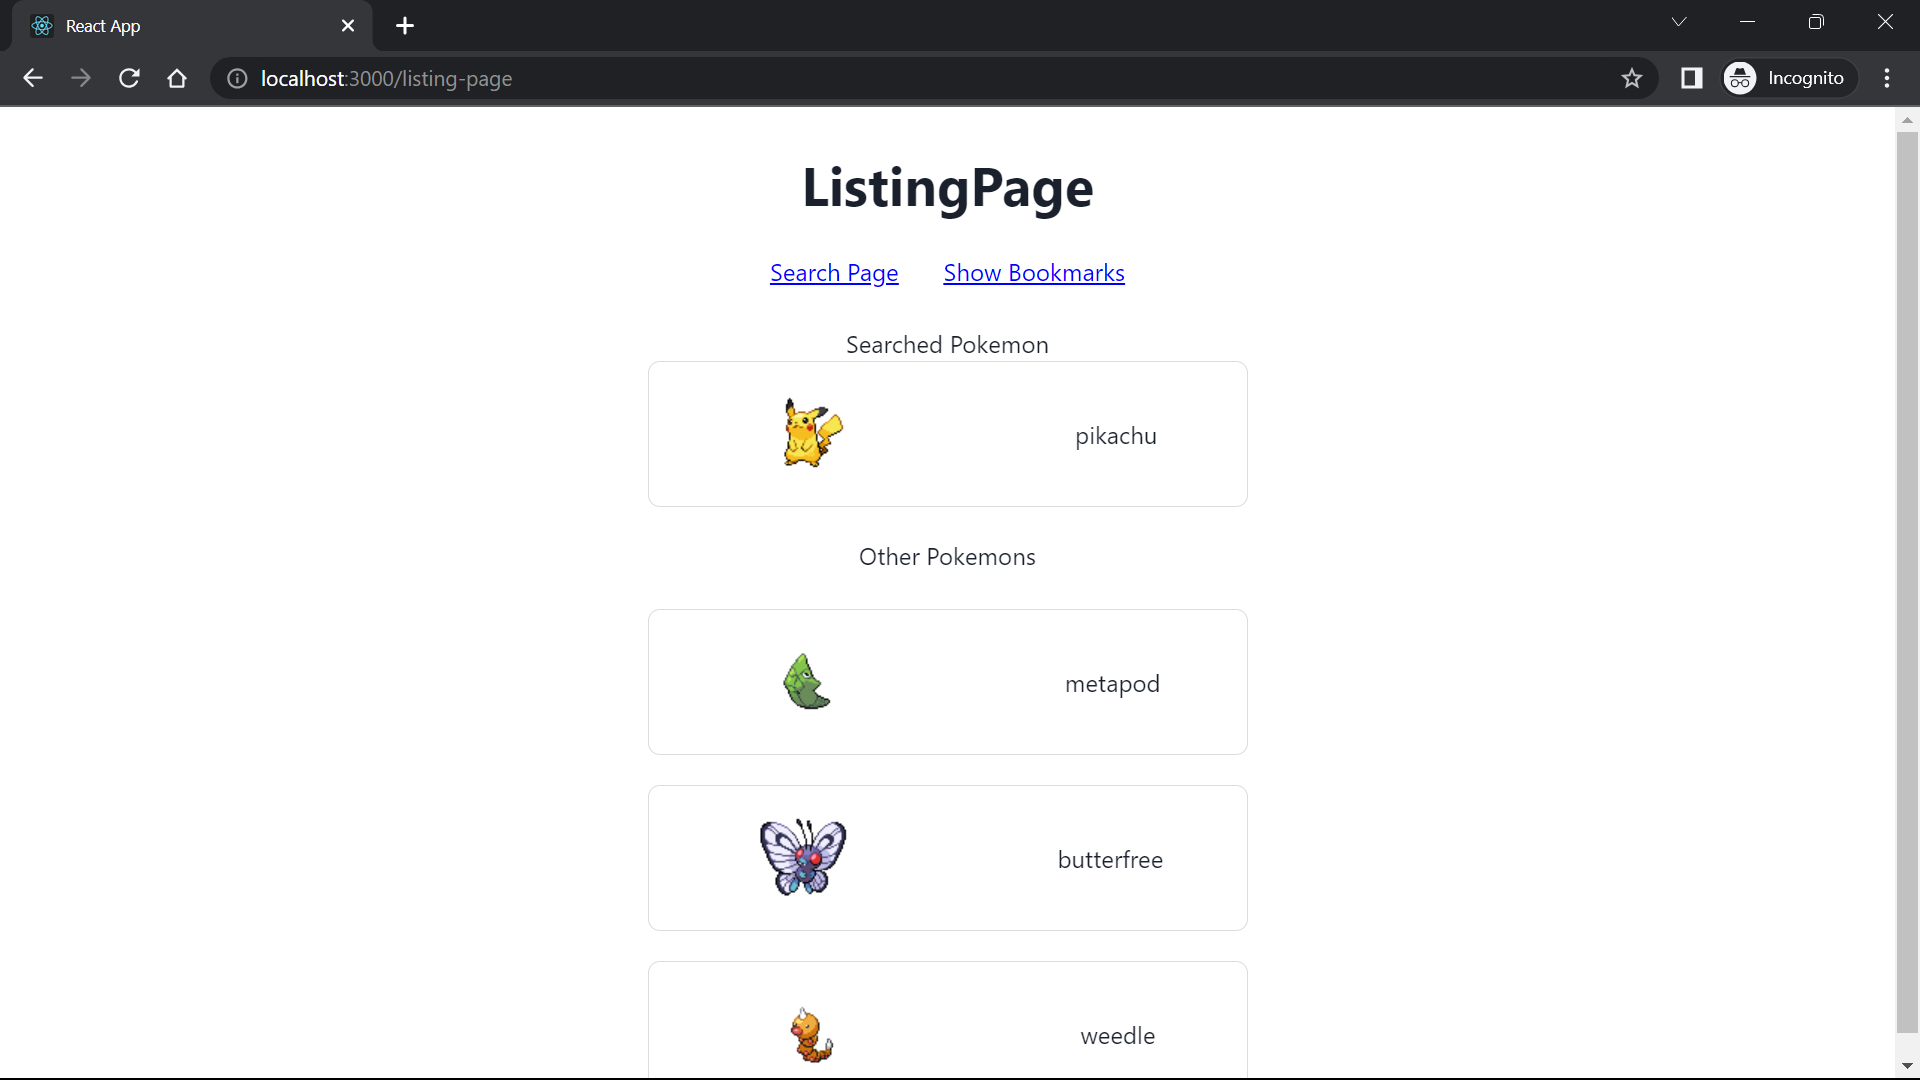 React App
localhost:3000/listing-page
Incognito
ListingPage
Search Page Show Bookmarks
Searched Pokemon
pikachu
Other Pokemons
metapod
butterfree
weedle